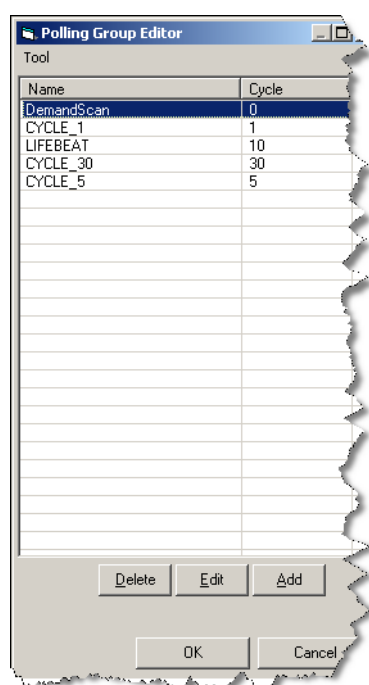 Polling Group Editor
Tool
Name Cycle
DemandScan 0
CYCLE_1 1
LIFEBEAT 10
CYCLE_30 30
CYCLE_5 5
Delete Edit Add
OK Cancel